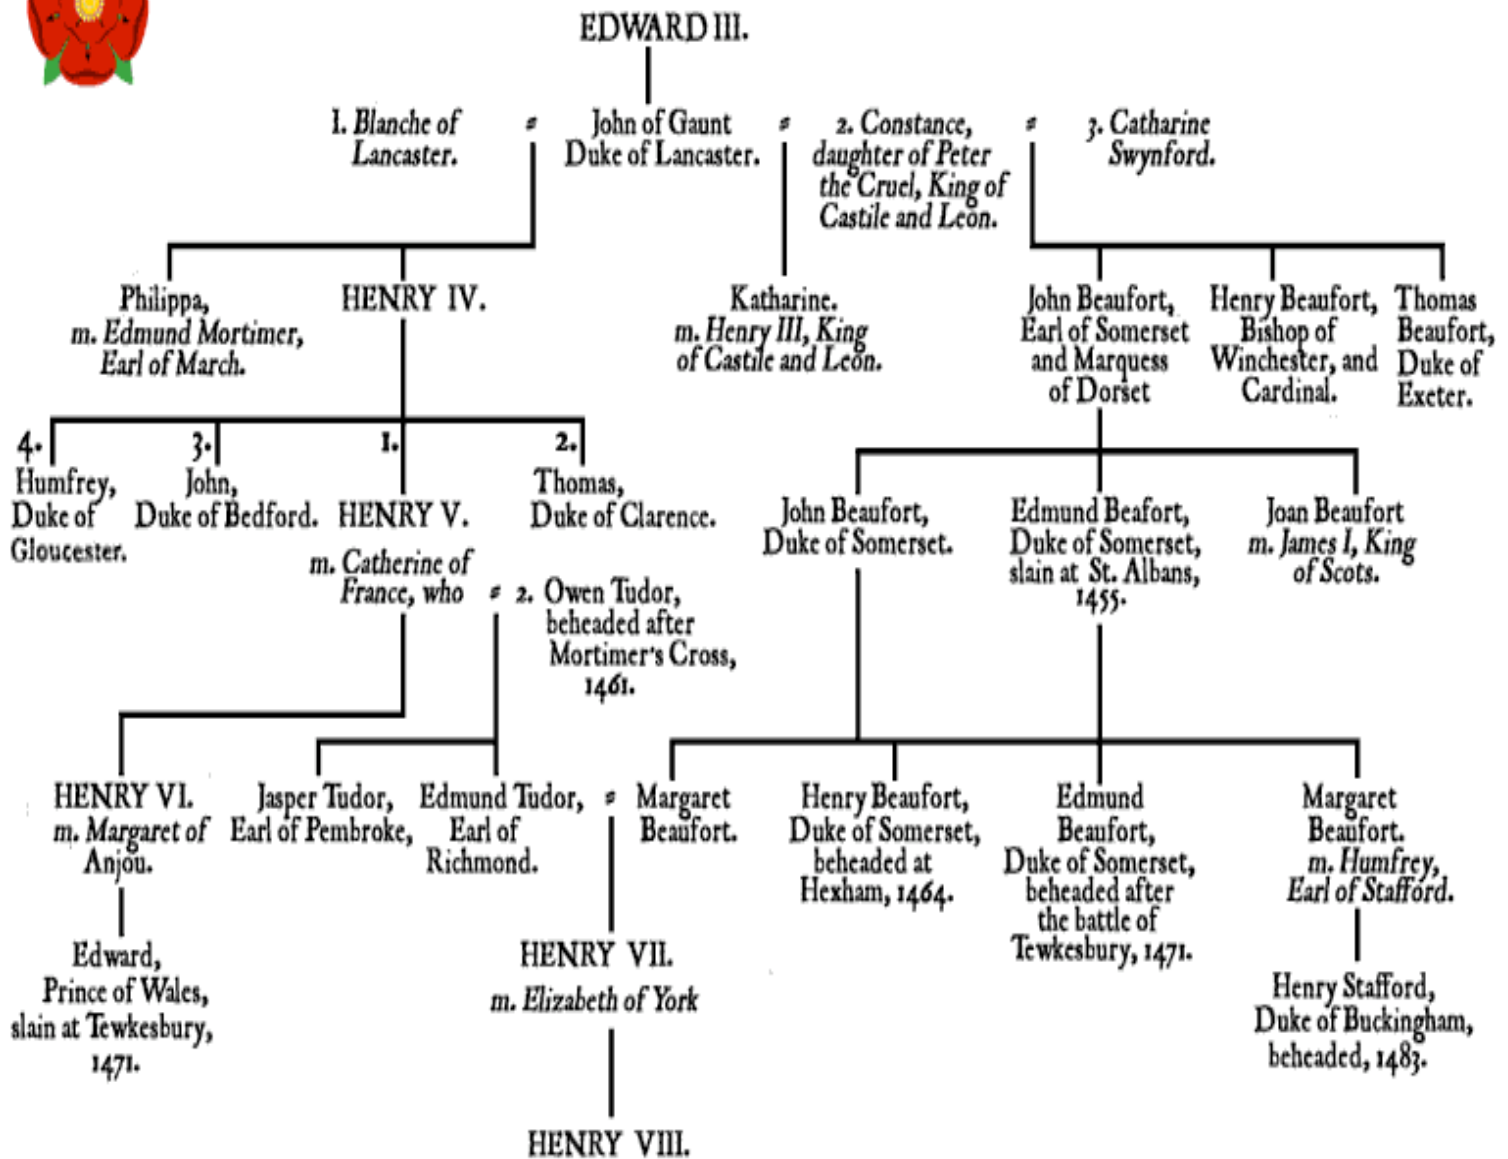 EDWARD III.
1. Blanche of
Lancaster.
John of Gaunt
Duke of Lancaster.
2. Constance,
daughter of Peter
the Cruel, King of
Castile and Leon.
3. Catharine
Swynford.
Philippa,
m. Edmund Mortimer,
Earl of March.
HENRY IV.
Katharine.
m. Henry III, King
of Castile and Leon.
John Beaufort,
Earl of Somerset
and Marquess
of Dorset
Henry Beaufort,
Bishop of
Winchester, and
Cardinal.
Thomas
Beaufort,
Duke of
Exeter.
4.
Humfrey,
Duke of
Gloucester.
3.
John,
Duke of Bedford.
1.
HENRY V.
m. Catherine of
France, who
2.
Thomas,
Duke of Clarence.
= 2. Owen Tudor,
beheaded after
Mortimer's Cross,
1461.
John Beaufort,
Duke of Somerset.
Edmund Beafort,
Duke of Somerset,
slain at St. Albans,
1455.
Joan Beaufort
m. James I, King
of Scots.
HENRY VI.
m. Margaret of
Anjou.
Jasper Tudor,
Earl of Pembroke,
Edmund Tudor,
Earl of
Richmond.
Margaret
Beaufort.
Henry Beaufort,
Duke of Somerset,
beheaded at
Hexham, 1464.
Edmund
Beaufort,
Duke of Somerset,
beheaded after
the battle of
Tewkesbury, 1471.
Margaret
Beaufort.
m. Humfrey,
Earl of Stafford.
Edward,
Prince of Wales,
slain at Tewkesbury,
1471.
HENRY VII.
m. Elizabeth of York
Henry Stafford,
Duke of Buckingham,
beheaded, 1483.
HENRY VIII.